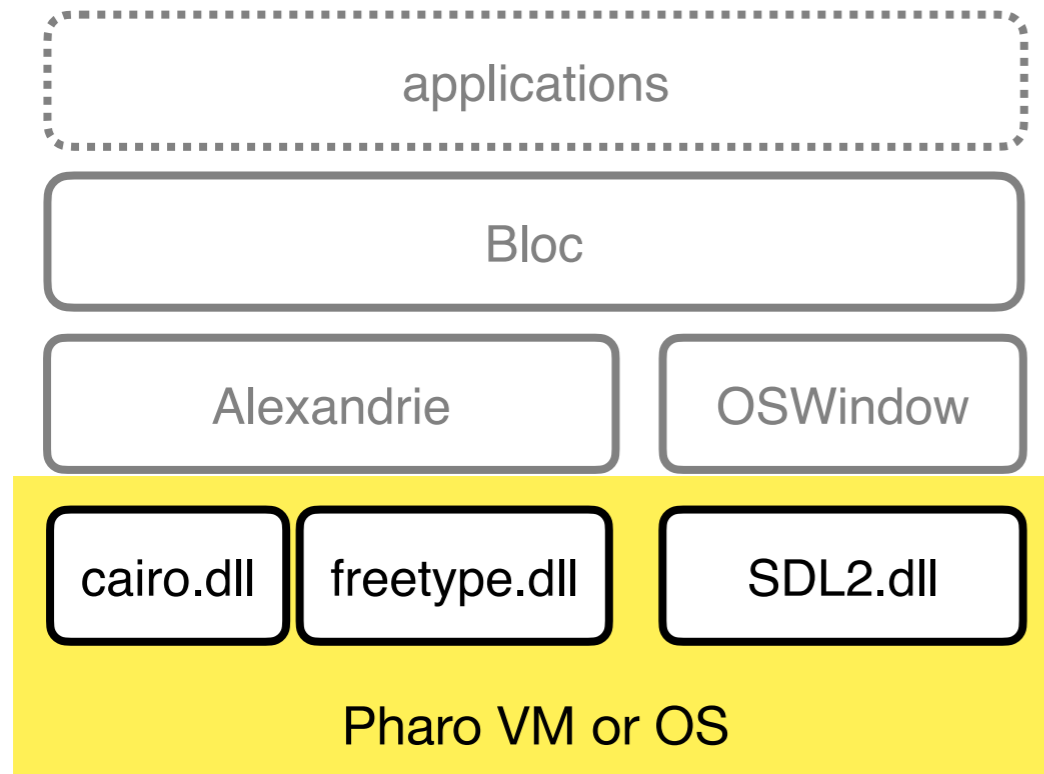 applications
Bloc
Alexandrie
OSWindow
cairo.dll
freetype.dll
SDL2.dll
Pharo VM or OS